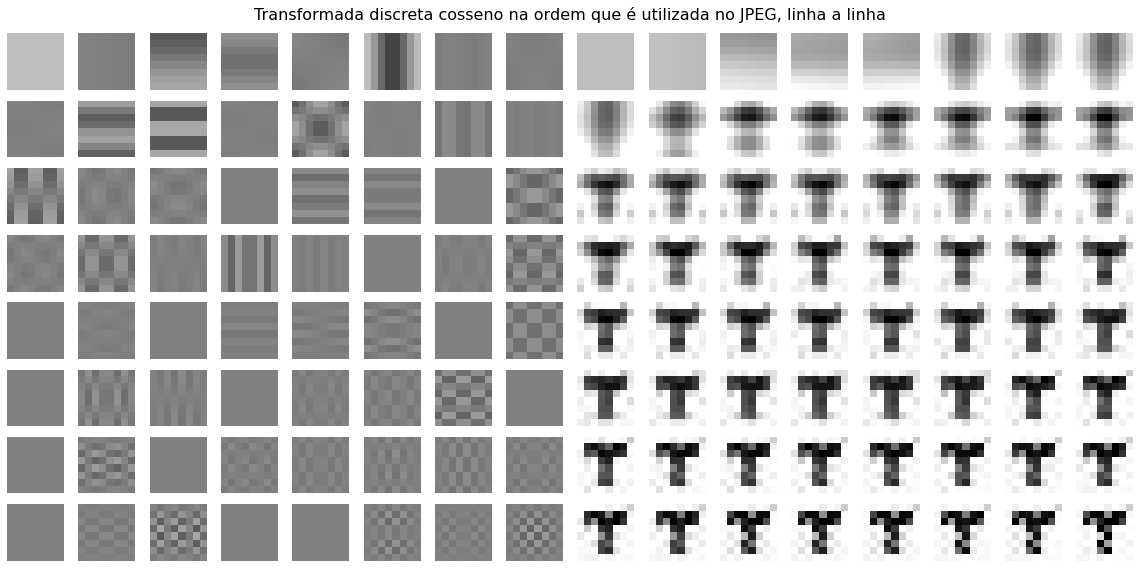 Transformada discreta cosseno na ordem que é utilizada no JPEG, linha a linha